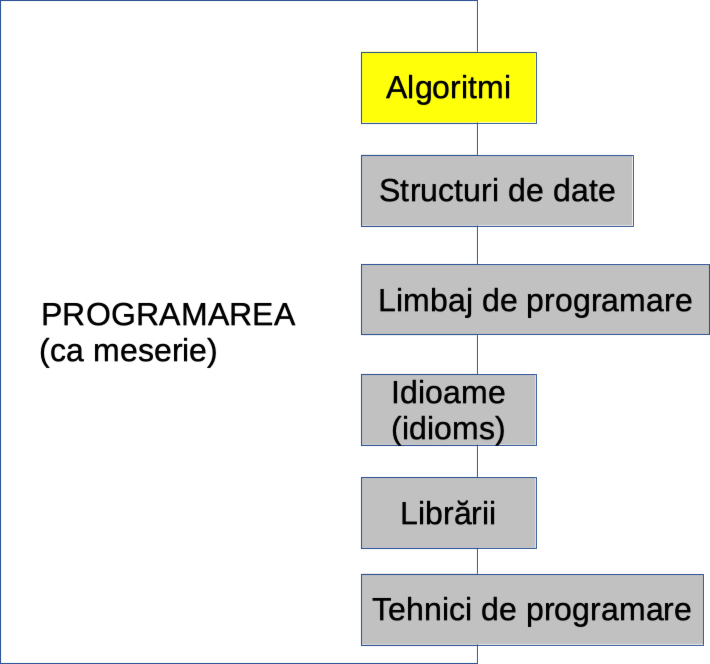 Algoritmi
Structuri de date
Limbaj de programare
PROGRAMAREA
(ca meserie)
Idioame
(idioms)
Librării
Tehnici de programare